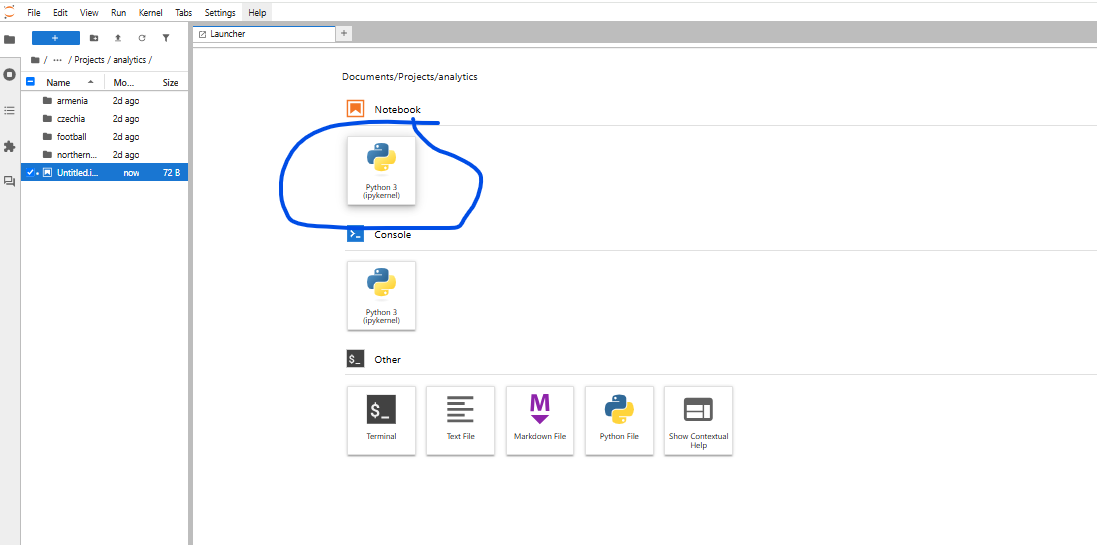 File Edit View Run Kernel Tabs Settings Help
Launcher
/ ··· / Projects / analytics /
Name Mo... Size
armenia 2d ago
czechia 2d ago
football 2d ago
northern... 2d ago
Untitled.i... now 72 B
Documents/Projects/analytics
Notebook
Python 3
(ipykernel)
Console
Python 3
(ipykernel)
$_ Other
$_
Terminal
Text File
M
Markdown File
Python File
Show Contextual
Help